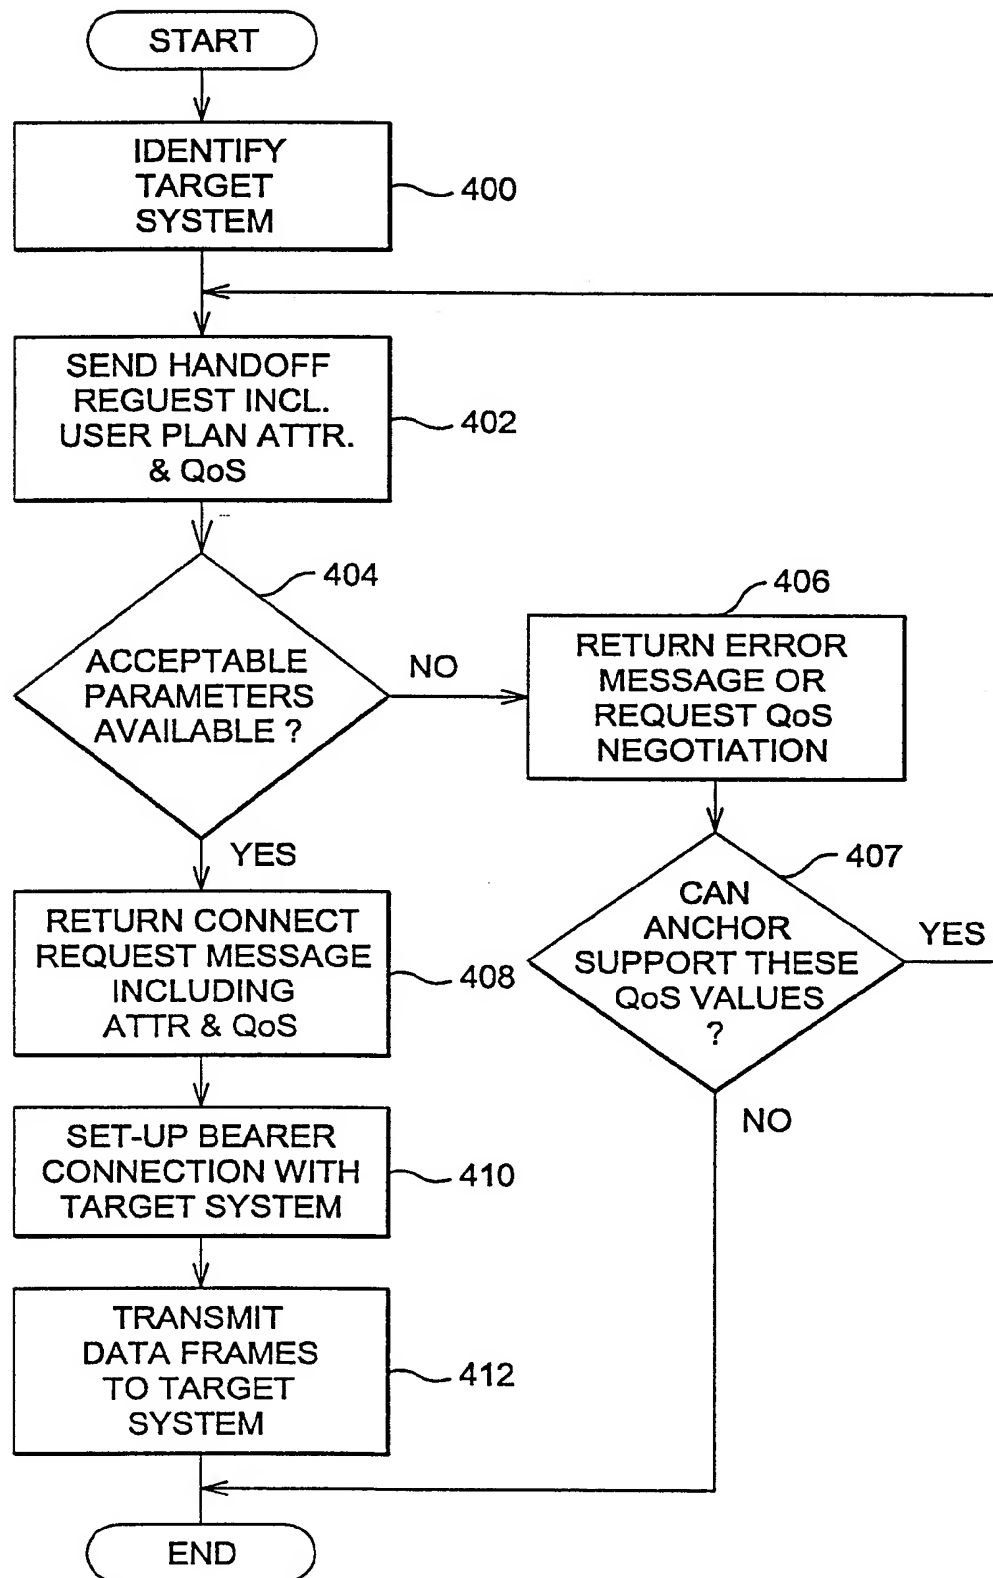 START
IDENTIFY
TARGET
SYSTEM
400
SEND HANDOFF
REGUEST INCL.
USER PLAN ATTR.
& QoS
402
404
ACCEPTABLE
PARAMETERS
AVAILABLE ?
NO
YES
406
RETURN ERROR
MESSAGE OR
REQUEST QoS
NEGOTIATION
407
CAN
ANCHOR
SUPPORT THESE
QoS VALUES
?
YES
NO
RETURN CONNECT
REQUEST MESSAGE
INCLUDING
ATTR & QoS
408
SET-UP BEARER
CONNECTION WITH
TARGET SYSTEM
410
TRANSMIT
DATA FRAMES
TO TARGET
SYSTEM
412
END